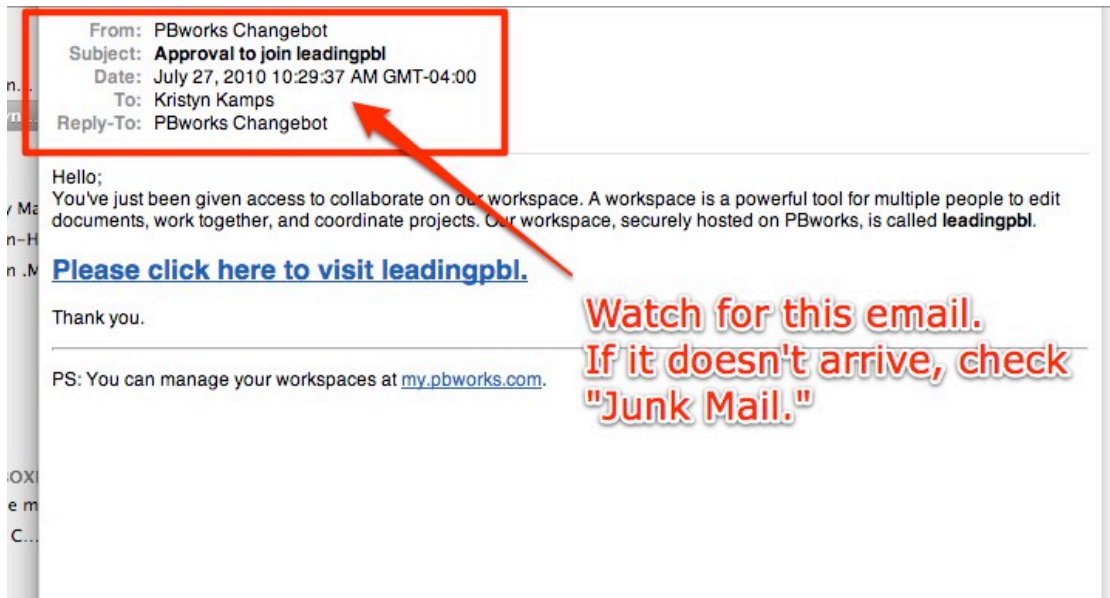 From: PBworks Changebot
Subject: Approval to join leadingpbl
Date: July 27, 2010 10:29:37 AM GMT-04:00
To: Kristyn Kamps
Reply-To: PBworks Changebot
Hello;
You've just been given access to collaborate on our workspace. A workspace is a powerful tool for multiple people to edit
documents, work together, and coordinate projects. Our workspace, securely hosted on PBworks, is called leadingpbl.
Please click here to visit leadingpbl.
Thank you.
PS: You can manage your workspaces at my.pbworks.com.
Watch for this email.
If it doesn't arrive, check
"Junk Mail."